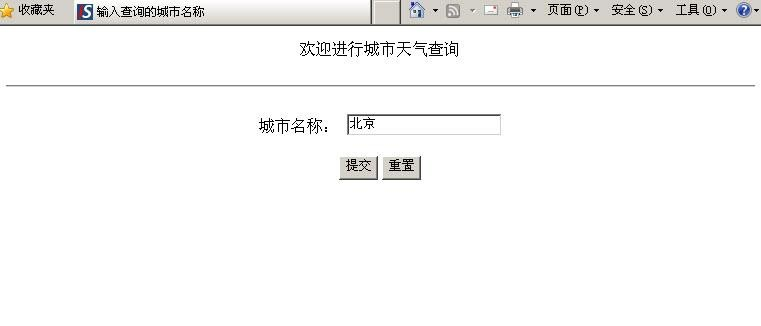 收藏夹 输入查询的城市名称 页面(P) 安全(S) 工具(O)
欢迎进行城市天气查询
城市名称： 北京
提交 重置